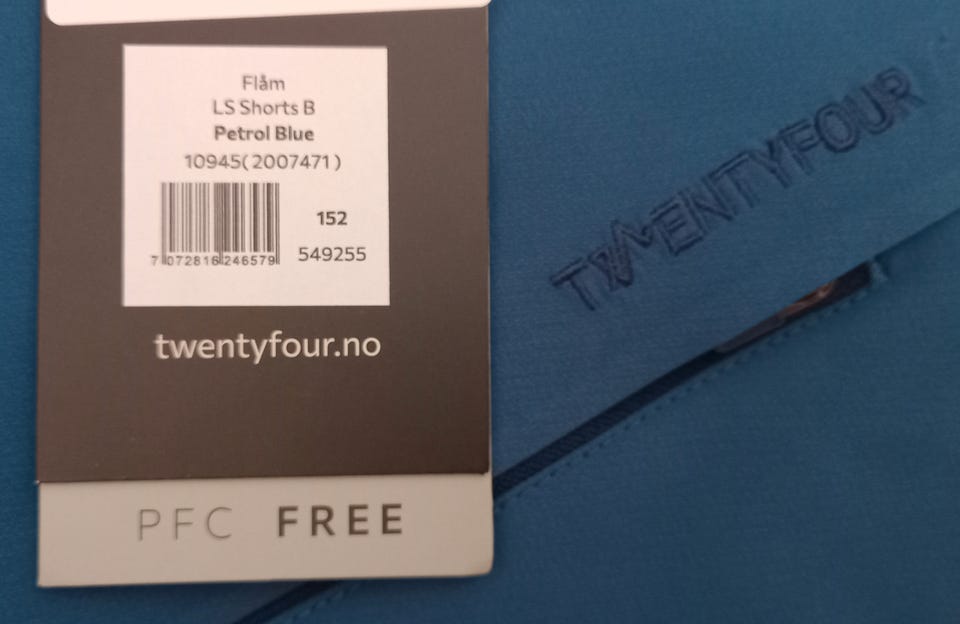 Flåm
LS Shorts B
Petrol Blue
10945(2007471)
152
7 072816 246579
549255
twentyfour.no
PFC FREE
TWENTYFOUR